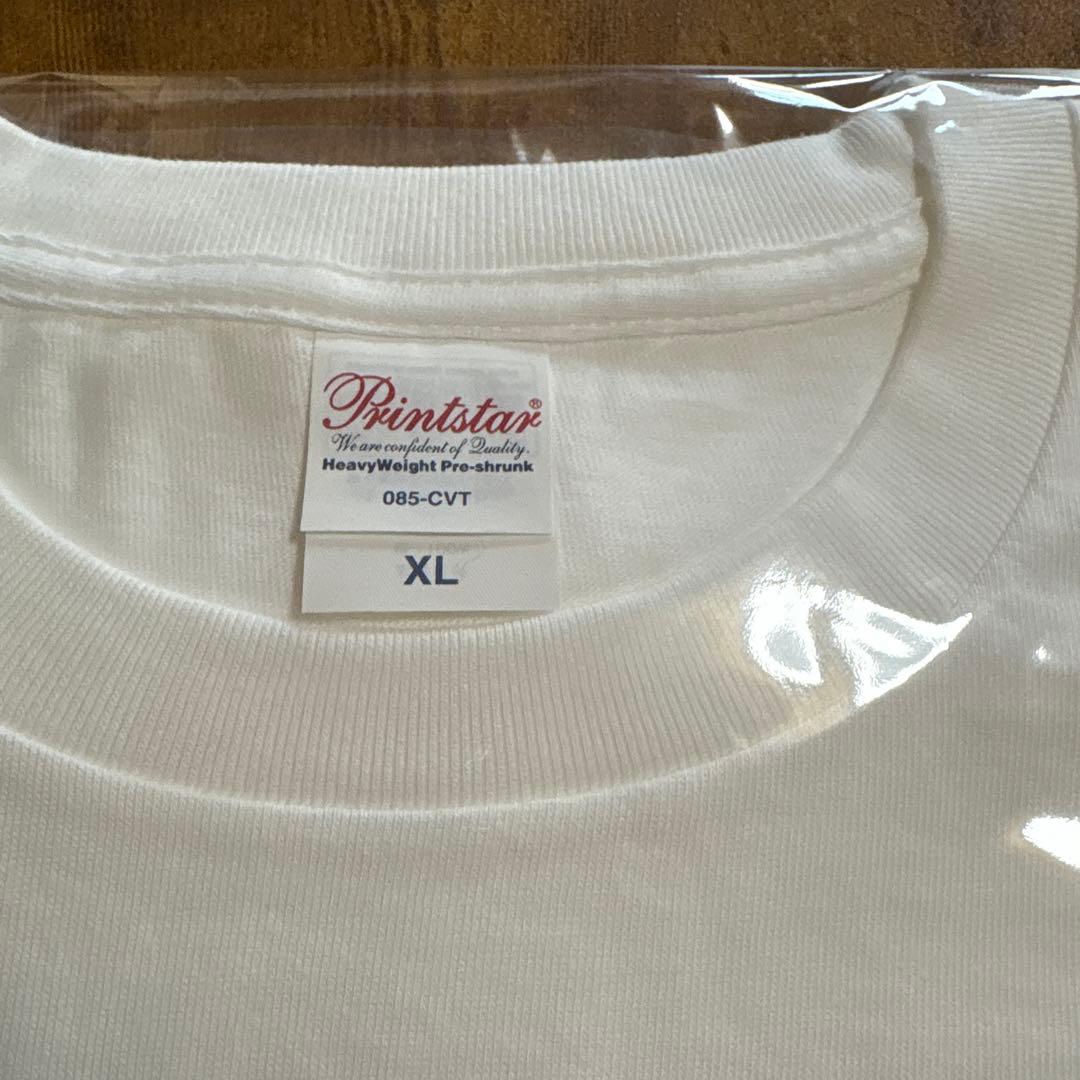 Printstar®
We are confident of Quality.
HeavyWeight Pre-shrunk
085-CVT
XL